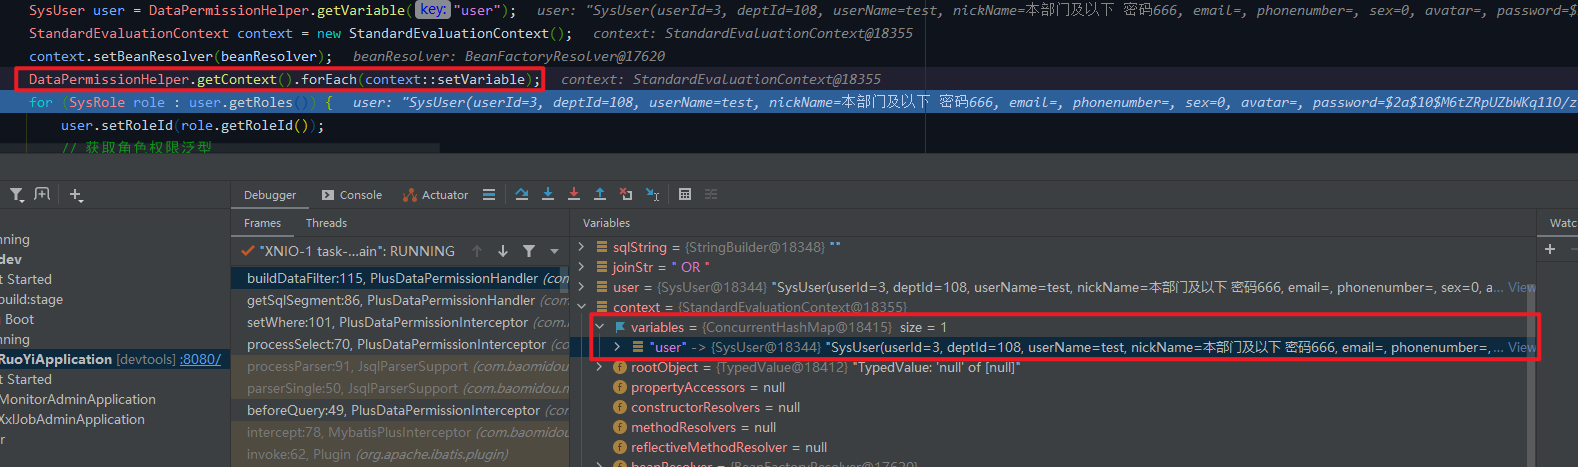 SysUser user = DataPermissionHelper.getVariable( key: "user");  user: "SysUser(userId=3, deptId=108, userName=test, nickName=本部门及以下 密码666, email=, phonenumber=, sex=0, avatar=, password=$
StandardEvaluationContext context = new StandardEvaluationContext();  context: StandardEvaluationContext@18355
context.setBeanResolver(beanResolver);  beanResolver: BeanFactoryResolver@17620
DataPermissionHelper.getContext().forEach(context::setVariable);  context: StandardEvaluationContext@18355
for (SysRole role : user.getRoles()) {  user: "SysUser(userId=3, deptId=108, userName=test, nickName=本部门及以下 密码666, email=, phonenumber=, sex=0, avatar=, password=$2a$10$M6tZRpUZbWKq11O/z
user.setRoleId(role.getRoleId());
// 获取角色权限泛型
Debugger
Console
Actuator
Frames
Threads
Variables
Watc
nning
dev
t Started
build:stage
g Boot
nning
RuoYiApplication [devtools] :8080/
t Started
MonitorAdminApplication
XxlJobAdminApplication
r
"XNIO-1 task-...ain": RUNNING
buildDataFilter:115, PlusDataPermissionHandler (co
getSqlSegment:86, PlusDataPermissionHandler (con
setWhere:101, PlusDataPermissionInterceptor (com
processSelect:70, PlusDataPermissionInterceptor (c
processParser:91, JsqlParserSupport (com.baomidou
parserSingle:50, JsqlParserSupport (com.baomidou.m
beforeQuery:49, PlusDataPermissionInterceptor (co
intercept:78, MybatisPlusInterceptor (com.baomidou
invoke:62, Plugin (org.apache.ibatis.plugin)
sqlString = {StringBuilder@18348} ""
joinStr = " OR "
user = {SysUser@18344} "SysUser(userId=3, deptId=108, userName=test, nickName=本部门及以下 密码666, email=, phonenumber=, sex=0, a... View
context = {StandardEvaluationContext@18355}
variables = {ConcurrentHashMap@18415} size = 1
"user" -> {SysUser@18344} "SysUser(userId=3, deptId=108, userName=test, nickName=本部门及以下 密码666, email=, phonenumber=, ... View
rootObject = {TypedValue@18412} "TypedValue: 'null' of [null]"
propertyAccessors = null
constructorResolvers = null
methodResolvers = null
reflectiveMethodResolver = null
beanResolver = {BeanFactoryResolver@17620}